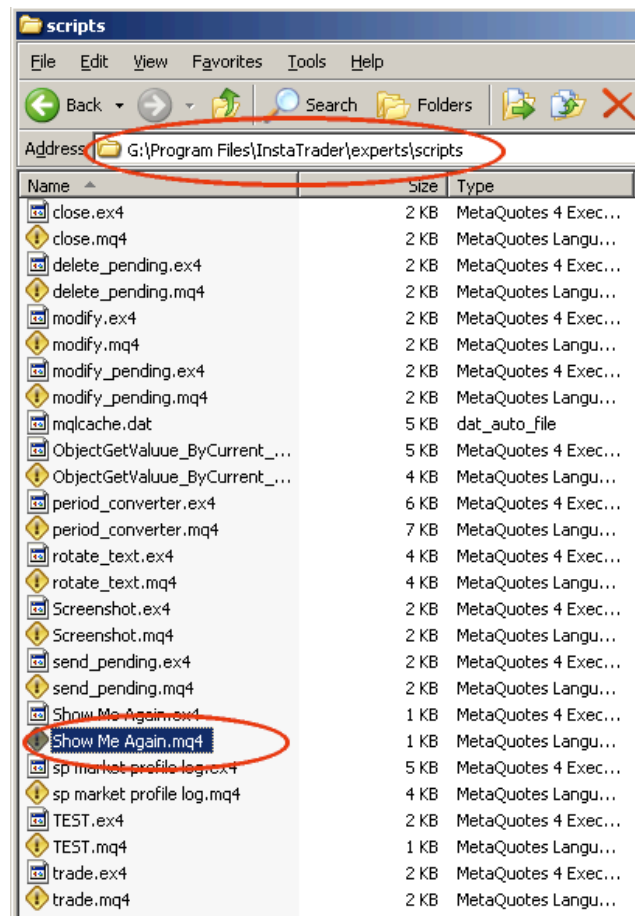 scripts
File Edit View Favorites Tools Help
Back Search Folders
Address G:\Program Files\InstaTrader\experts\scripts
Name Size Type
close.ex4 2 KB MetaQuotes 4 Exec...
close.mq4 2 KB MetaQuotes Langu...
delete_pending.ex4 2 KB MetaQuotes 4 Exec...
delete_pending.mq4 2 KB MetaQuotes Langu...
modify.ex4 2 KB MetaQuotes 4 Exec...
modify.mq4 2 KB MetaQuotes Langu...
modify_pending.ex4 2 KB MetaQuotes 4 Exec...
modify_pending.mq4 2 KB MetaQuotes Langu...
mqlcache.dat 5 KB dat_auto_file
ObjectGetValuue_ByCurrent_... 5 KB MetaQuotes 4 Exec...
ObjectGetValuue_ByCurrent_... 4 KB MetaQuotes Langu...
period_converter.ex4 6 KB MetaQuotes 4 Exec...
period_converter.mq4 7 KB MetaQuotes Langu...
rotate_text.ex4 4 KB MetaQuotes 4 Exec...
rotate_text.mq4 4 KB MetaQuotes Langu...
Screenshot.ex4 2 KB MetaQuotes 4 Exec...
Screenshot.mq4 2 KB MetaQuotes Langu...
send_pending.ex4 2 KB MetaQuotes 4 Exec...
send_pending.mq4 2 KB MetaQuotes Langu...
Show Me Again.ex4 1 KB MetaQuotes 4 Exec...
Show Me Again.mq4 1 KB MetaQuotes Langu...
sp market profile log.ex4 5 KB MetaQuotes 4 Exec...
sp market profile log.mq4 4 KB MetaQuotes Langu...
TEST.ex4 2 KB MetaQuotes 4 Exec...
TEST.mq4 1 KB MetaQuotes Langu...
trade.ex4 2 KB MetaQuotes 4 Exec...
trade.mq4 2 KB MetaQuotes Langu...